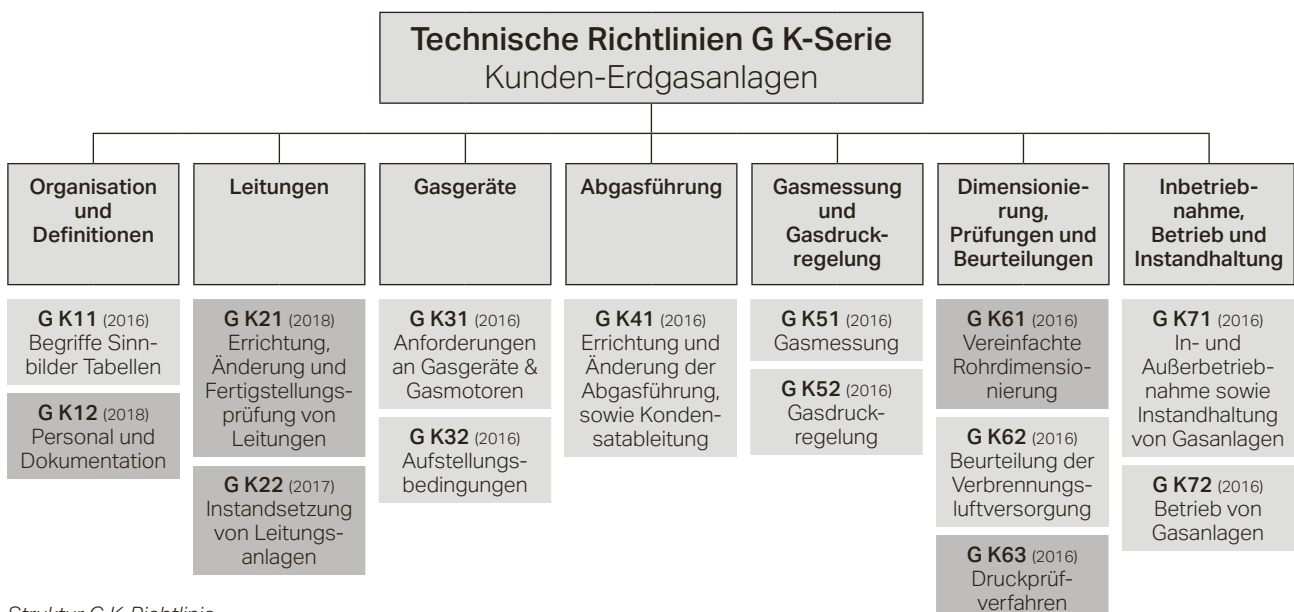 Technische Richtlinien G K-Serie
Kunden-Erdgasanlagen
Organisation
und
Definitionen
G K11 (2016)
Begriffe Sinn-
bilder Tabellen
G K12 (2018)
Personal und
Dokumentation
Leitungen
G K21 (2018)
Errichtung,
Änderung und
Fertigstellungs-
prüfung von
Leitungen
G K22 (2017)
Instandsetzung
von Leitungs-
anlagen
Gasgeräte
G K31 (2016)
Anforderungen
an Gasgeräte &
Gasmotoren
G K32 (2016)
Aufstellungs-
bedingungen
Abgasführung
G K41 (2016)
Errichtung und
Änderung der
Abgasführung,
sowie Konden-
satableitung
Gasmessung
und
Gasdruck-
regelung
G K51 (2016)
Gasmessung
G K52 (2016)
Gasdruck-
regelung
Dimensionie-
rung,
Prüfungen und
Beurteilungen
G K61 (2016)
Vereinfachte
Rohrdimensio-
nierung
G K62 (2016)
Beurteilung der
Verbrennungs-
luftversorgung
G K63 (2016)
Druckprüf-
verfahren
Inbetrieb-
nahme,
Betrieb und
Instandhaltung
G K71 (2016)
In- und
Außerbetrieb-
nahme sowie
Instandhaltung
von Gasanlagen
G K72 (2016)
Betrieb von
Gasanlagen
Struktur G K-Richtlinie